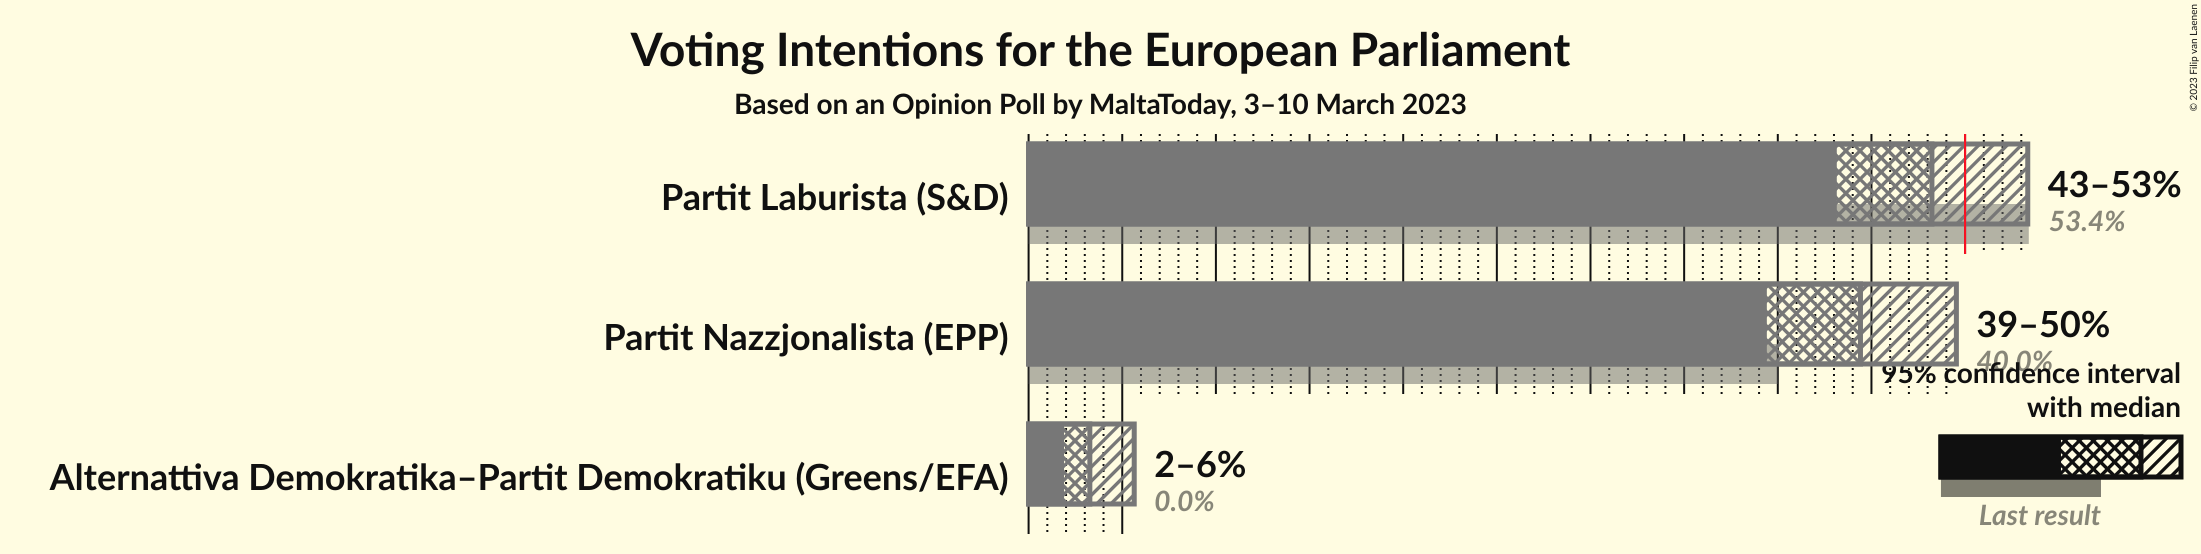 Voting Intentions for the European Parliament
Based on an Opinion Poll by MaltaToday, 3–10 March 2023
© 2023 Filip van Laenen
Partit Laburista (S&D)
43–53%
53.4%
Partit Nazzjonalista (EPP)
39–50%
40.0%
95% confidence interval
with median
Alternattiva Demokratika–Partit Demokratiku (Greens/EFA)
2–6%
0.0%
Last result